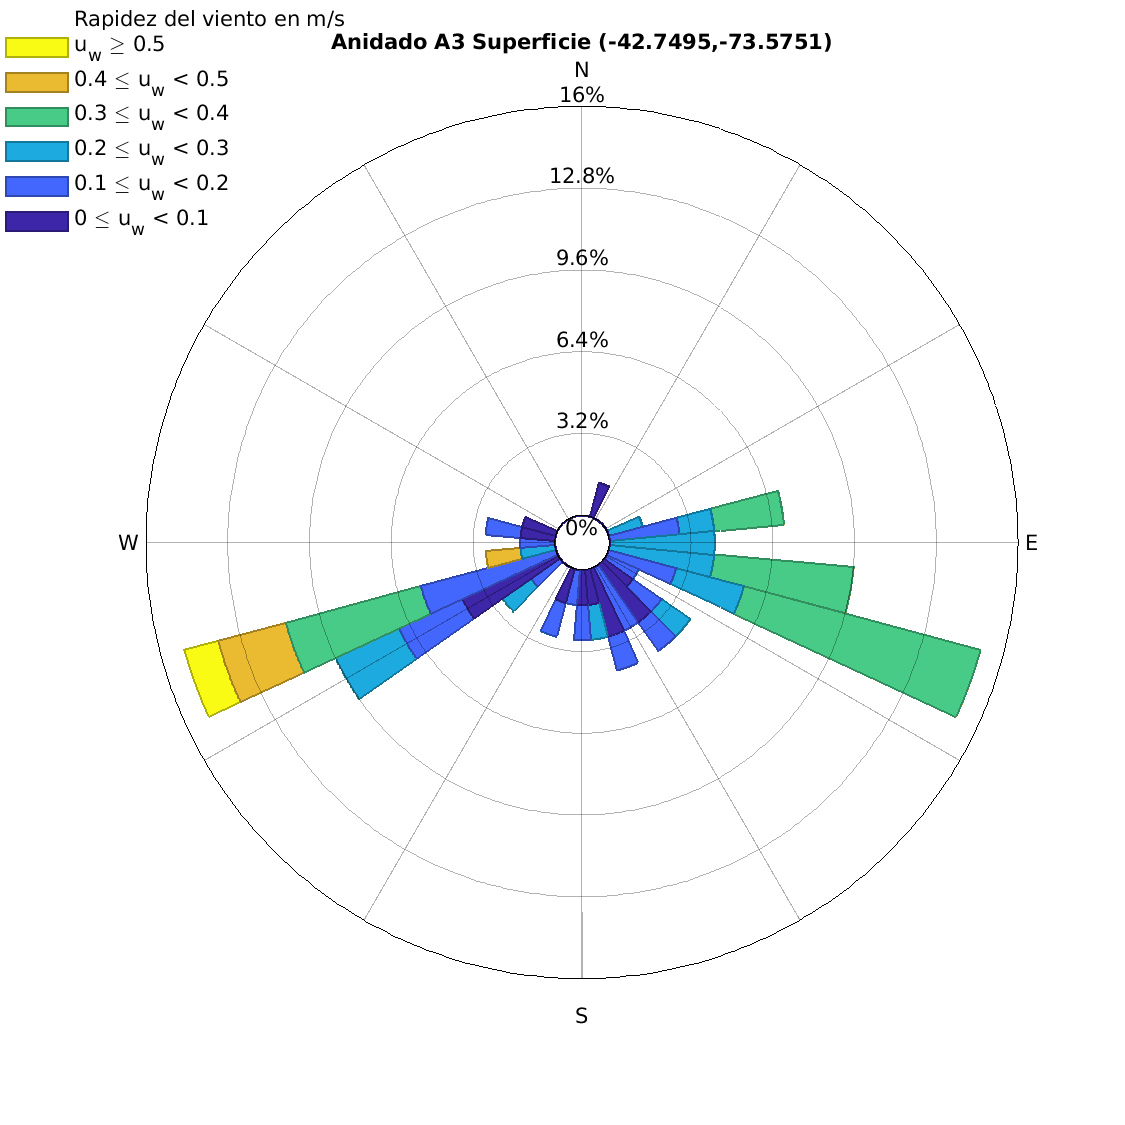 Rapidez del viento en m/s
u_w ≥ 0.5
0.4 ≤ u_w < 0.5
0.3 ≤ u_w < 0.4
0.2 ≤ u_w < 0.3
0.1 ≤ u_w < 0.2
0 ≤ u_w < 0.1
Anidado A3 Superficie (-42.7495,-73.5751)
N
16%
12.8%
9.6%
6.4%
3.2%
0%
W
E
S